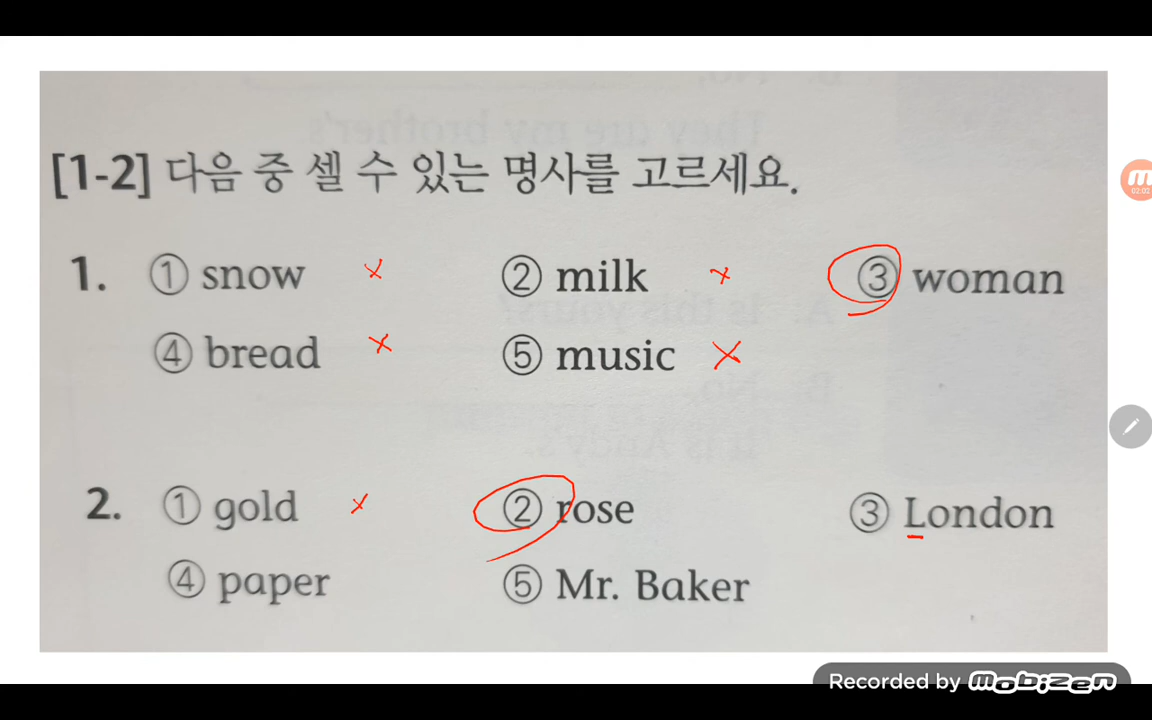 [1-2] 다음 중 셀 수 있는 명사를 고르세요.
1. ① snow × ② milk × ③ woman
④ bread × ⑤ music ×
2. ① gold × ② rose ③ London
④ paper ⑤ Mr. Baker
02:00
Recorded by mobizen